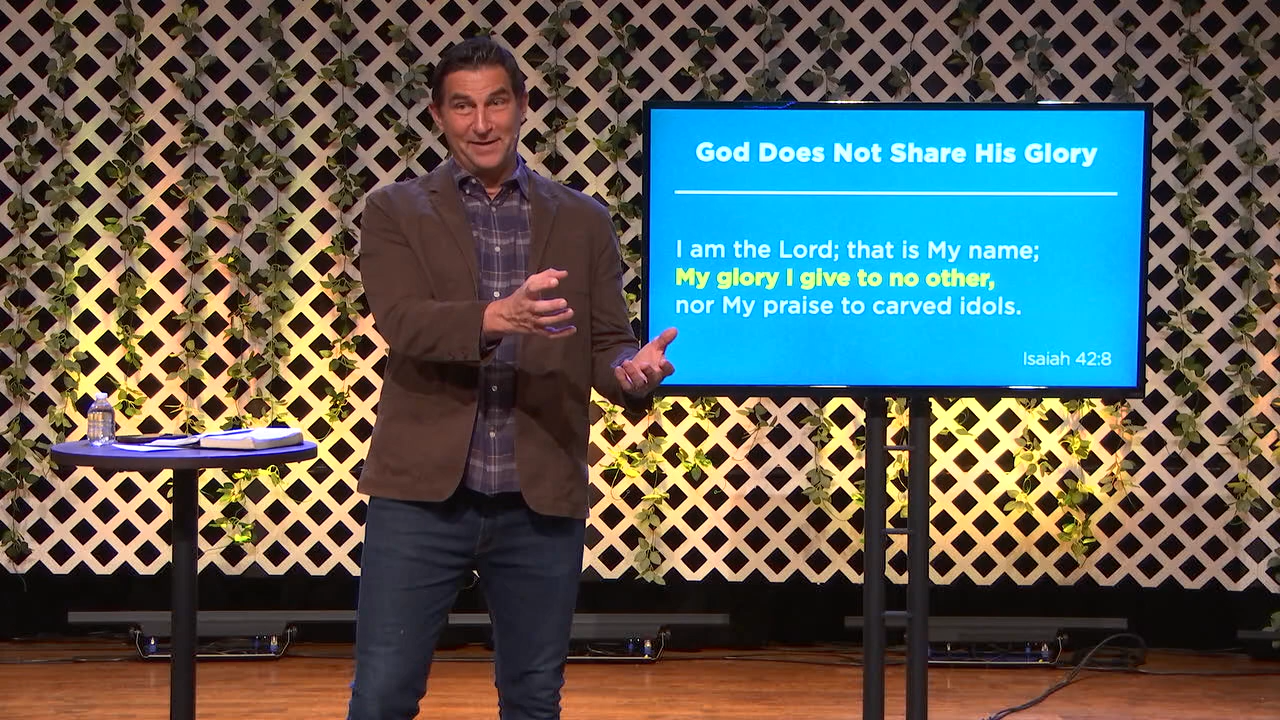 God Does Not Share His Glory
I am the Lord; that is My name;
My glory I give to no other,
nor My praise to carved idols.
Isaiah 42:8